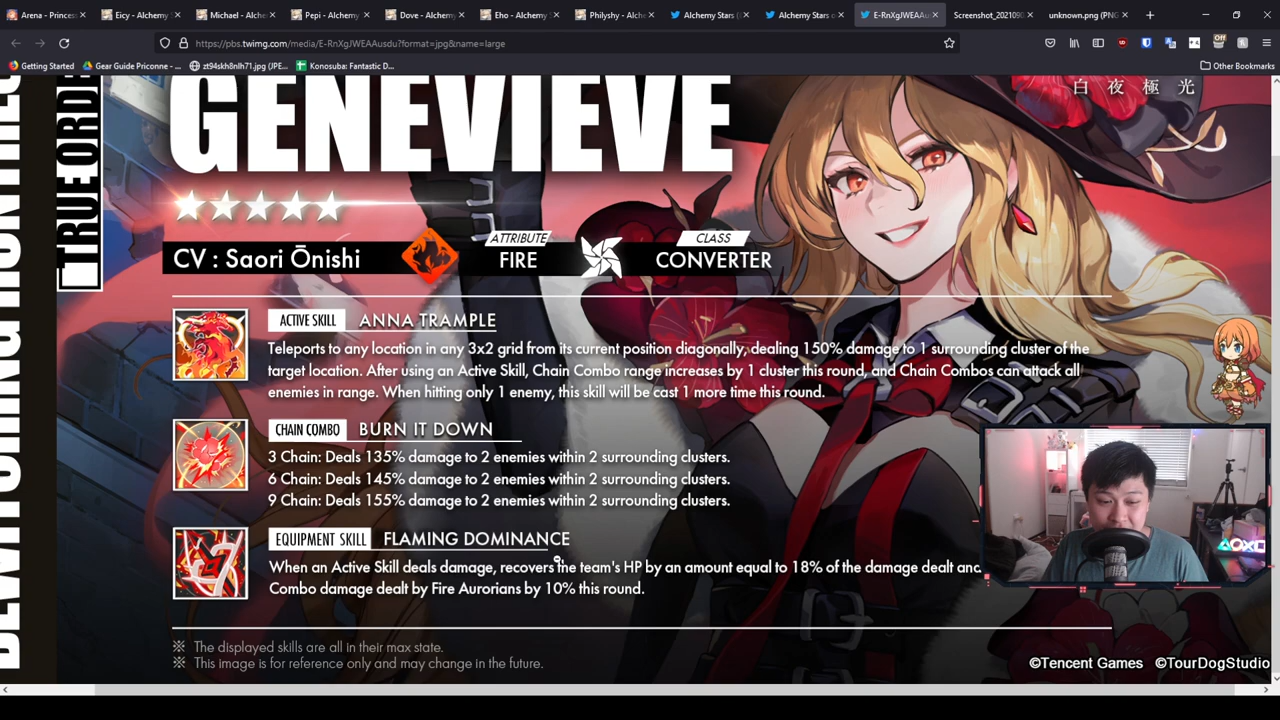 Arena - Princess
Eicy - Alchemy S
Michael - Alche
Pepi - Alchemy
Dove - Alchemy
Eho - Alchemy S
Philyshy - Alche
Alchemy Stars (
Alchemy Stars o
E-RnXgJWEAAusdu
Screenshot_2021090
unknown.png (PNG
https://pbs.twimg.com/media/E-RnXgJWEAAusdu?format=jpg&name=large
Off
Getting Started
Gear Guide Priconne - ...
zt94skh8nlh71.jpg (JPE...
Konosuba: Fantastic D...
Other Bookmarks
TRUE ORD
GENEVIEVE
白夜極光
CV : Saori Ōnishi
ATTRIBUTE
FIRE
CLASS
CONVERTER
ACTIVE SKILL
ANNA TRAMPLE
Teleports to any location in any 3x2 grid from its current position diagonally, dealing 150% damage to 1 surrounding cluster of the
target location. After using an Active Skill, Chain Combo range increases by 1 cluster this round, and Chain Combos can attack all
enemies in range. When hitting only 1 enemy, this skill will be cast 1 more time this round.
CHAIN COMBO
BURN IT DOWN
3 Chain: Deals 135% damage to 2 enemies within 2 surrounding clusters.
6 Chain: Deals 145% damage to 2 enemies within 2 surrounding clusters.
9 Chain: Deals 155% damage to 2 enemies within 2 surrounding clusters.
EQUIPMENT SKILL
FLAMING DOMINANCE
When an Active Skill deals damage, recovers the team's HP by an amount equal to 18% of the damage dealt anc
Combo damage dealt by Fire Aurorians by 10% this round.
※ The displayed skills are all in their max state.
※ This image is for reference only and may change in the future.
©Tencent Games ©TourDogStudio